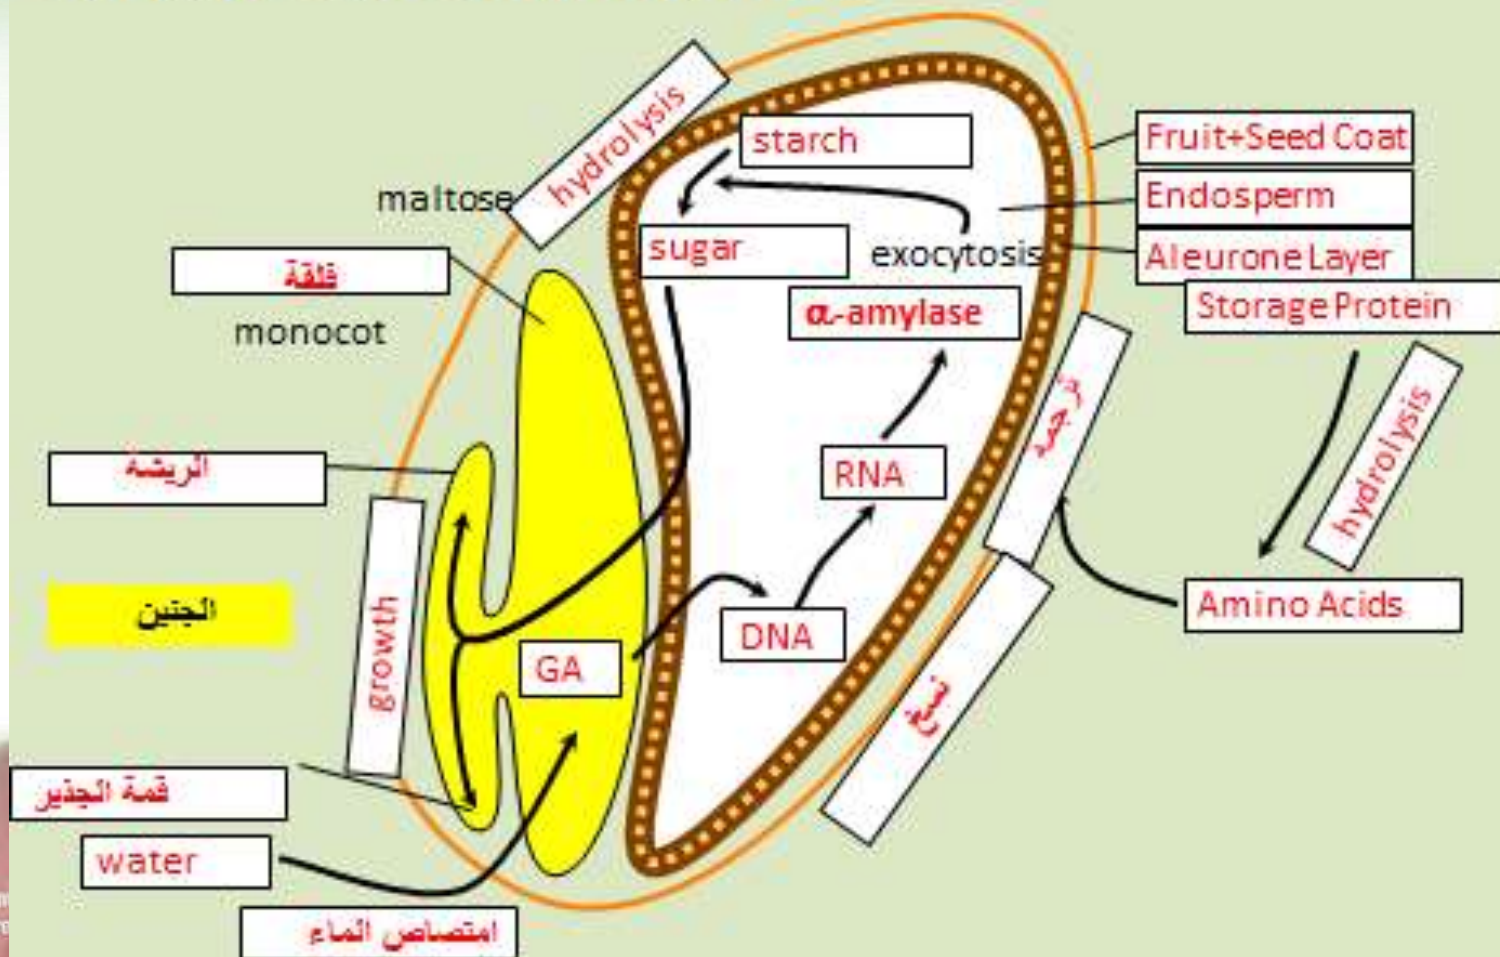 hydrolysis
starch
Fruit+Seed Coat
maltose
Endosperm
sugar
exocytosis
Aleurone Layer
فلقة
α-amylase
Storage Protein
monocot
ترجمه
hydrolysis
الريشة
RNA
الجنين
growth
GA
DNA
Amino Acids
نسخ
قمة الجذير
water
امتصاص الماء